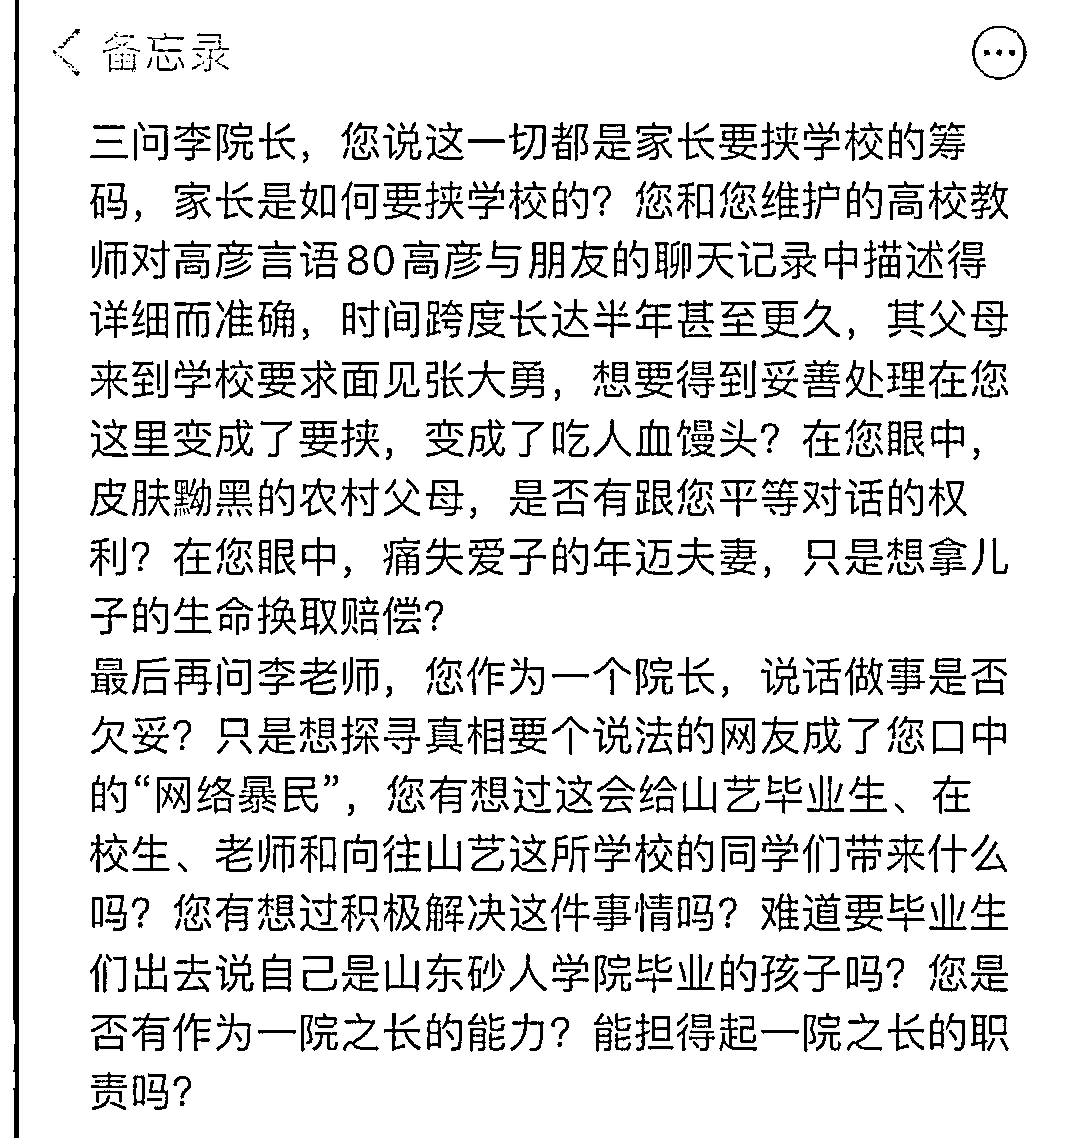 备忘录
三问李院长，您说这一切都是家长要挟学校的筹
码，家长是如何要挟学校的？您和您维护的高校教
师对高彦言语80高彦与朋友的聊天记录中描述得
详细而准确，时间跨度长达半年甚至更久，其父母
来到学校要求面见张大勇，想要得到妥善处理在您
这里变成了要挟，变成了吃人血馒头？在您眼中，
皮肤黝黑的农村父母，是否有跟您平等对话的权
利？在您眼中，痛失爱子的年迈夫妻，只是想拿儿
子的生命换取赔偿？
最后再问李老师，您作为一个院长，说话做事是否
欠妥？只是想探寻真相要个说法的网友成了您口中
的“网络暴民”，您有想过这会给山艺毕业生、在
校生、老师和向往山艺这所学校的同学们带来什么
吗？您有想过积极解决这件事情吗？难道要毕业生
们出去说自己是山东砂人学院毕业的孩子吗？您是
否有作为一院之长的能力？能担得起一院之长的职
责吗？